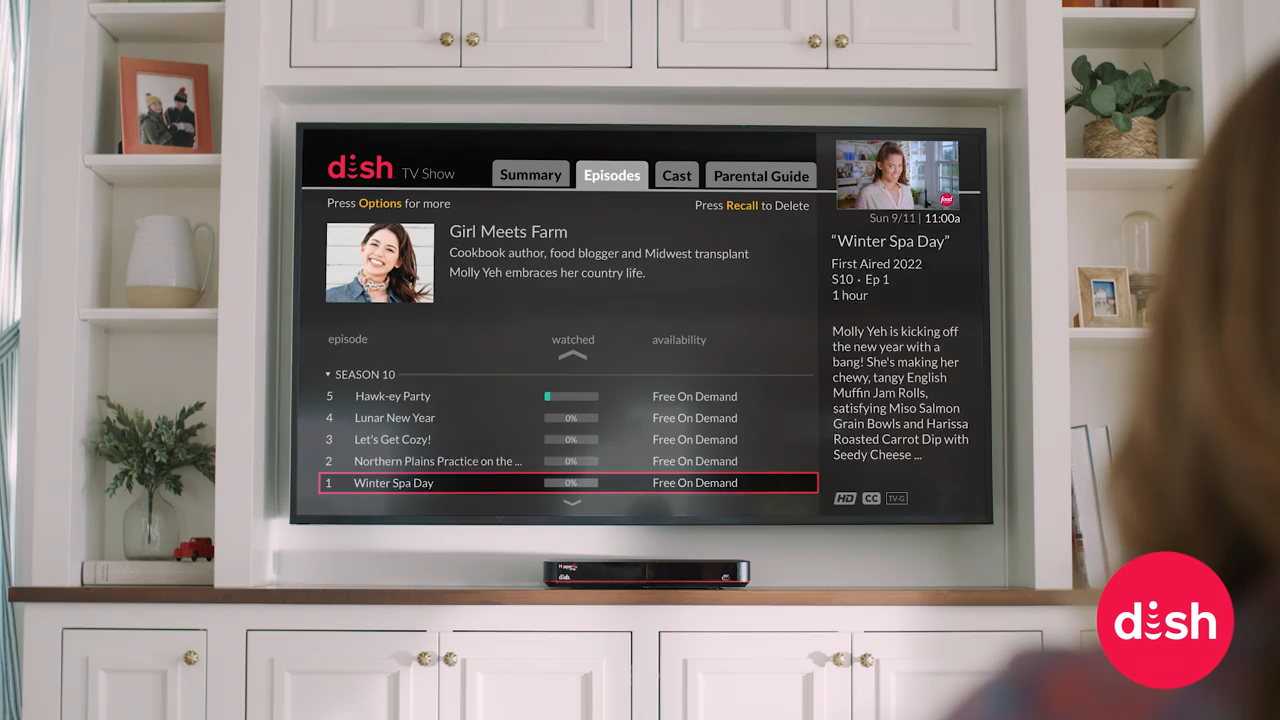 dish TV Show
Summary
Episodes
Cast
Parental Guide
Press Options for more
Press Recall to Delete
Girl Meets Farm
Cookbook author, food blogger and Midwest transplant
Molly Yeh embraces her country life.
episode watched availability
SEASON 10
5 Hawk-ey Party Free On Demand
4 Lunar New Year 0% Free On Demand
3 Let's Get Cozy! 0% Free On Demand
2 Northern Plains Practice on the ... 0% Free On Demand
1 Winter Spa Day 0% Free On Demand
food
Sun 9/11 | 11:00a
“Winter Spa Day”
First Aired 2022
S10 • Ep 1
1 hour
Molly Yeh is kicking off
the new year with a
bang! She's making her
chewy, tangy English
Muffin Jam Rolls,
satisfying Miso Salmon
Grain Bowls and Harissa
Roasted Carrot Dip with
Seedy Cheese ...
HD CC TV-G
Hopper
dish
dish